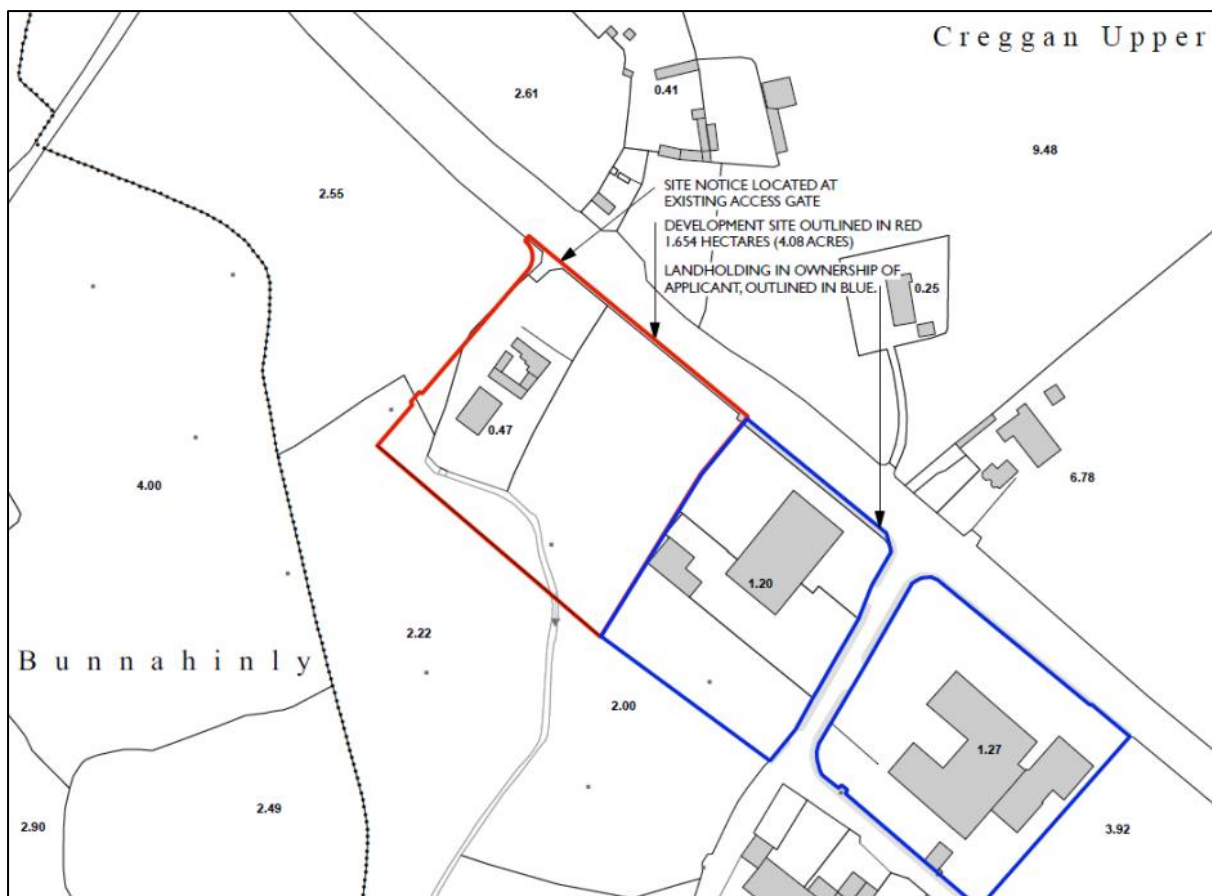 Creggan Upper
2.61
0.41
9.48
2.55
SITE NOTICE LOCATED AT
EXISTING ACCESS GATE
DEVELOPMENT SITE OUTLINED IN RED
1.654 HECTARES (4.08 ACRES)
LANDHOLDING IN OWNERSHIP OF
APPLICANT, OUTLINED IN BLUE.
0.25
0.47
4.00
6.78
1.20
2.22
Bunnahinly
2.00
1.27
2.49
2.90
3.92